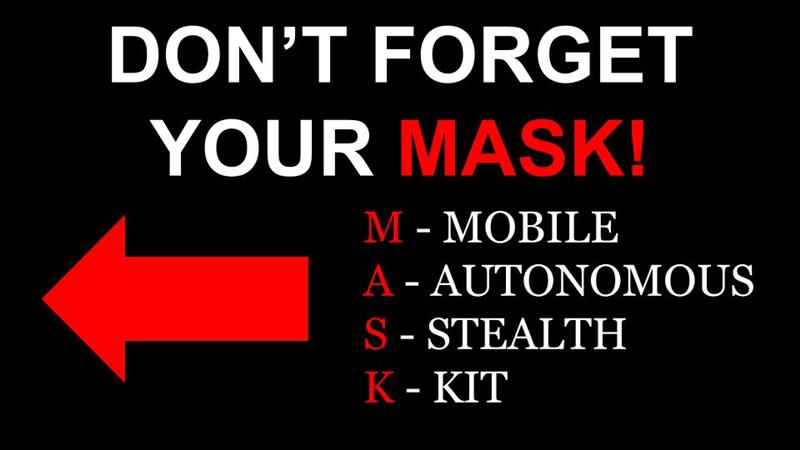 DON’T FORGET
YOUR MASK!
M - MOBILE
A - AUTONOMOUS
S - STEALTH
K - KIT